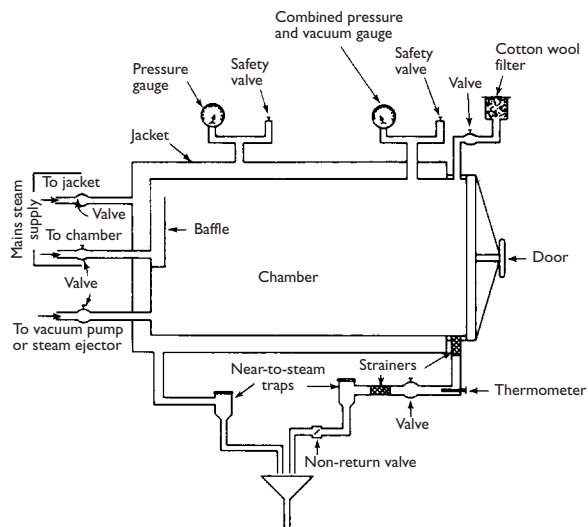 Combined pressure
and vacuum gauge
Cotton wool
filter
Safety
valve
Valve
Pressure
gauge
Safety
valve
Jacket
Mains steam
supply
To jacket
Valve
To chamber
Baffle
Valve
Chamber
Door
To vacuum pump
or steam ejector
Strainers
Near-to-steam
traps
Thermometer
Valve
Non-return valve